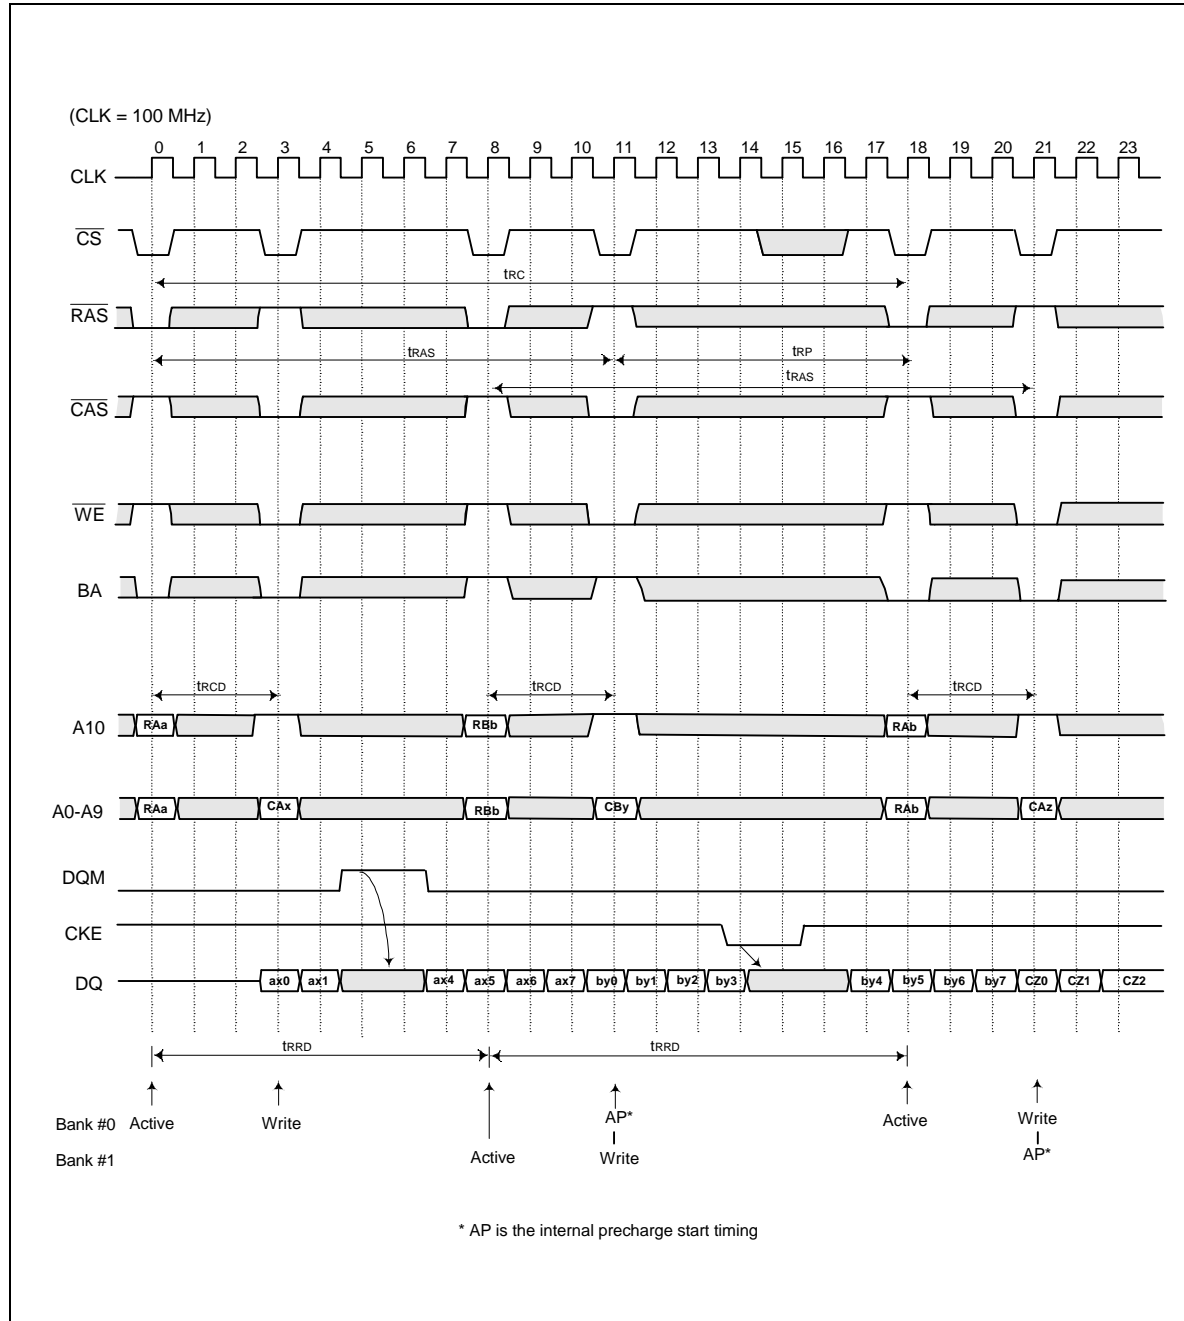 (CLK = 100 MHz)
0 1 2 3 4 5 6 7 8 9 10 11 12 13 14 15 16 17 18 19 20 21 22 23
CLK
CS
tRC
RAS
tRAS tRP
tRAS
CAS
WE
BA
tRCD tRCD tRCD
A10 RAa RBb RAb
A0-A9 RAa CAx RBb CBy RAb CAz
DQM
CKE
DQ ax0 ax1 ax4 ax5 ax6 ax7 by0 by1 by2 by3 by4 by5 by6 by7 CZ0 CZ1 CZ2
tRRD tRRD
Bank #0 Active Write AP* Active Write
Bank #1 Active Write AP*
* AP is the internal precharge start timing